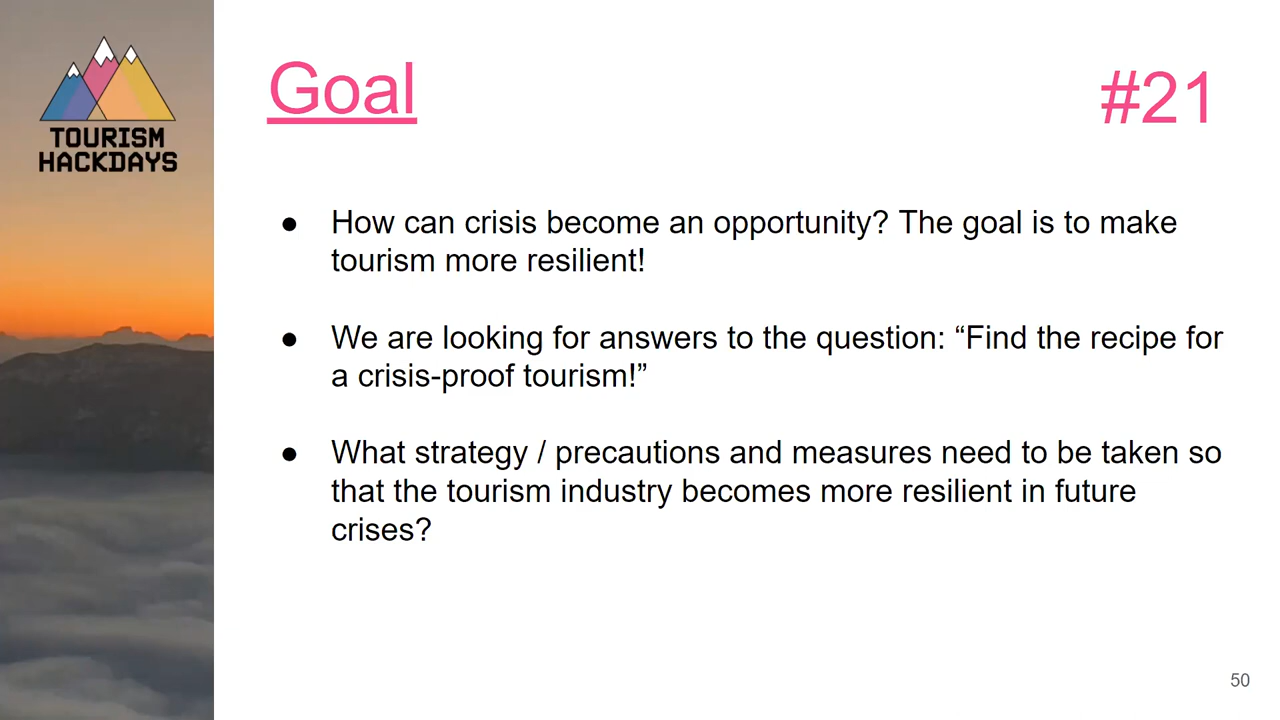 TOURISM
HACKDAYS
Goal
#21
● How can crisis become an opportunity? The goal is to make
tourism more resilient!
● We are looking for answers to the question: “Find the recipe for
a crisis-proof tourism!”
● What strategy / precautions and measures need to be taken so
that the tourism industry becomes more resilient in future
crises?
50